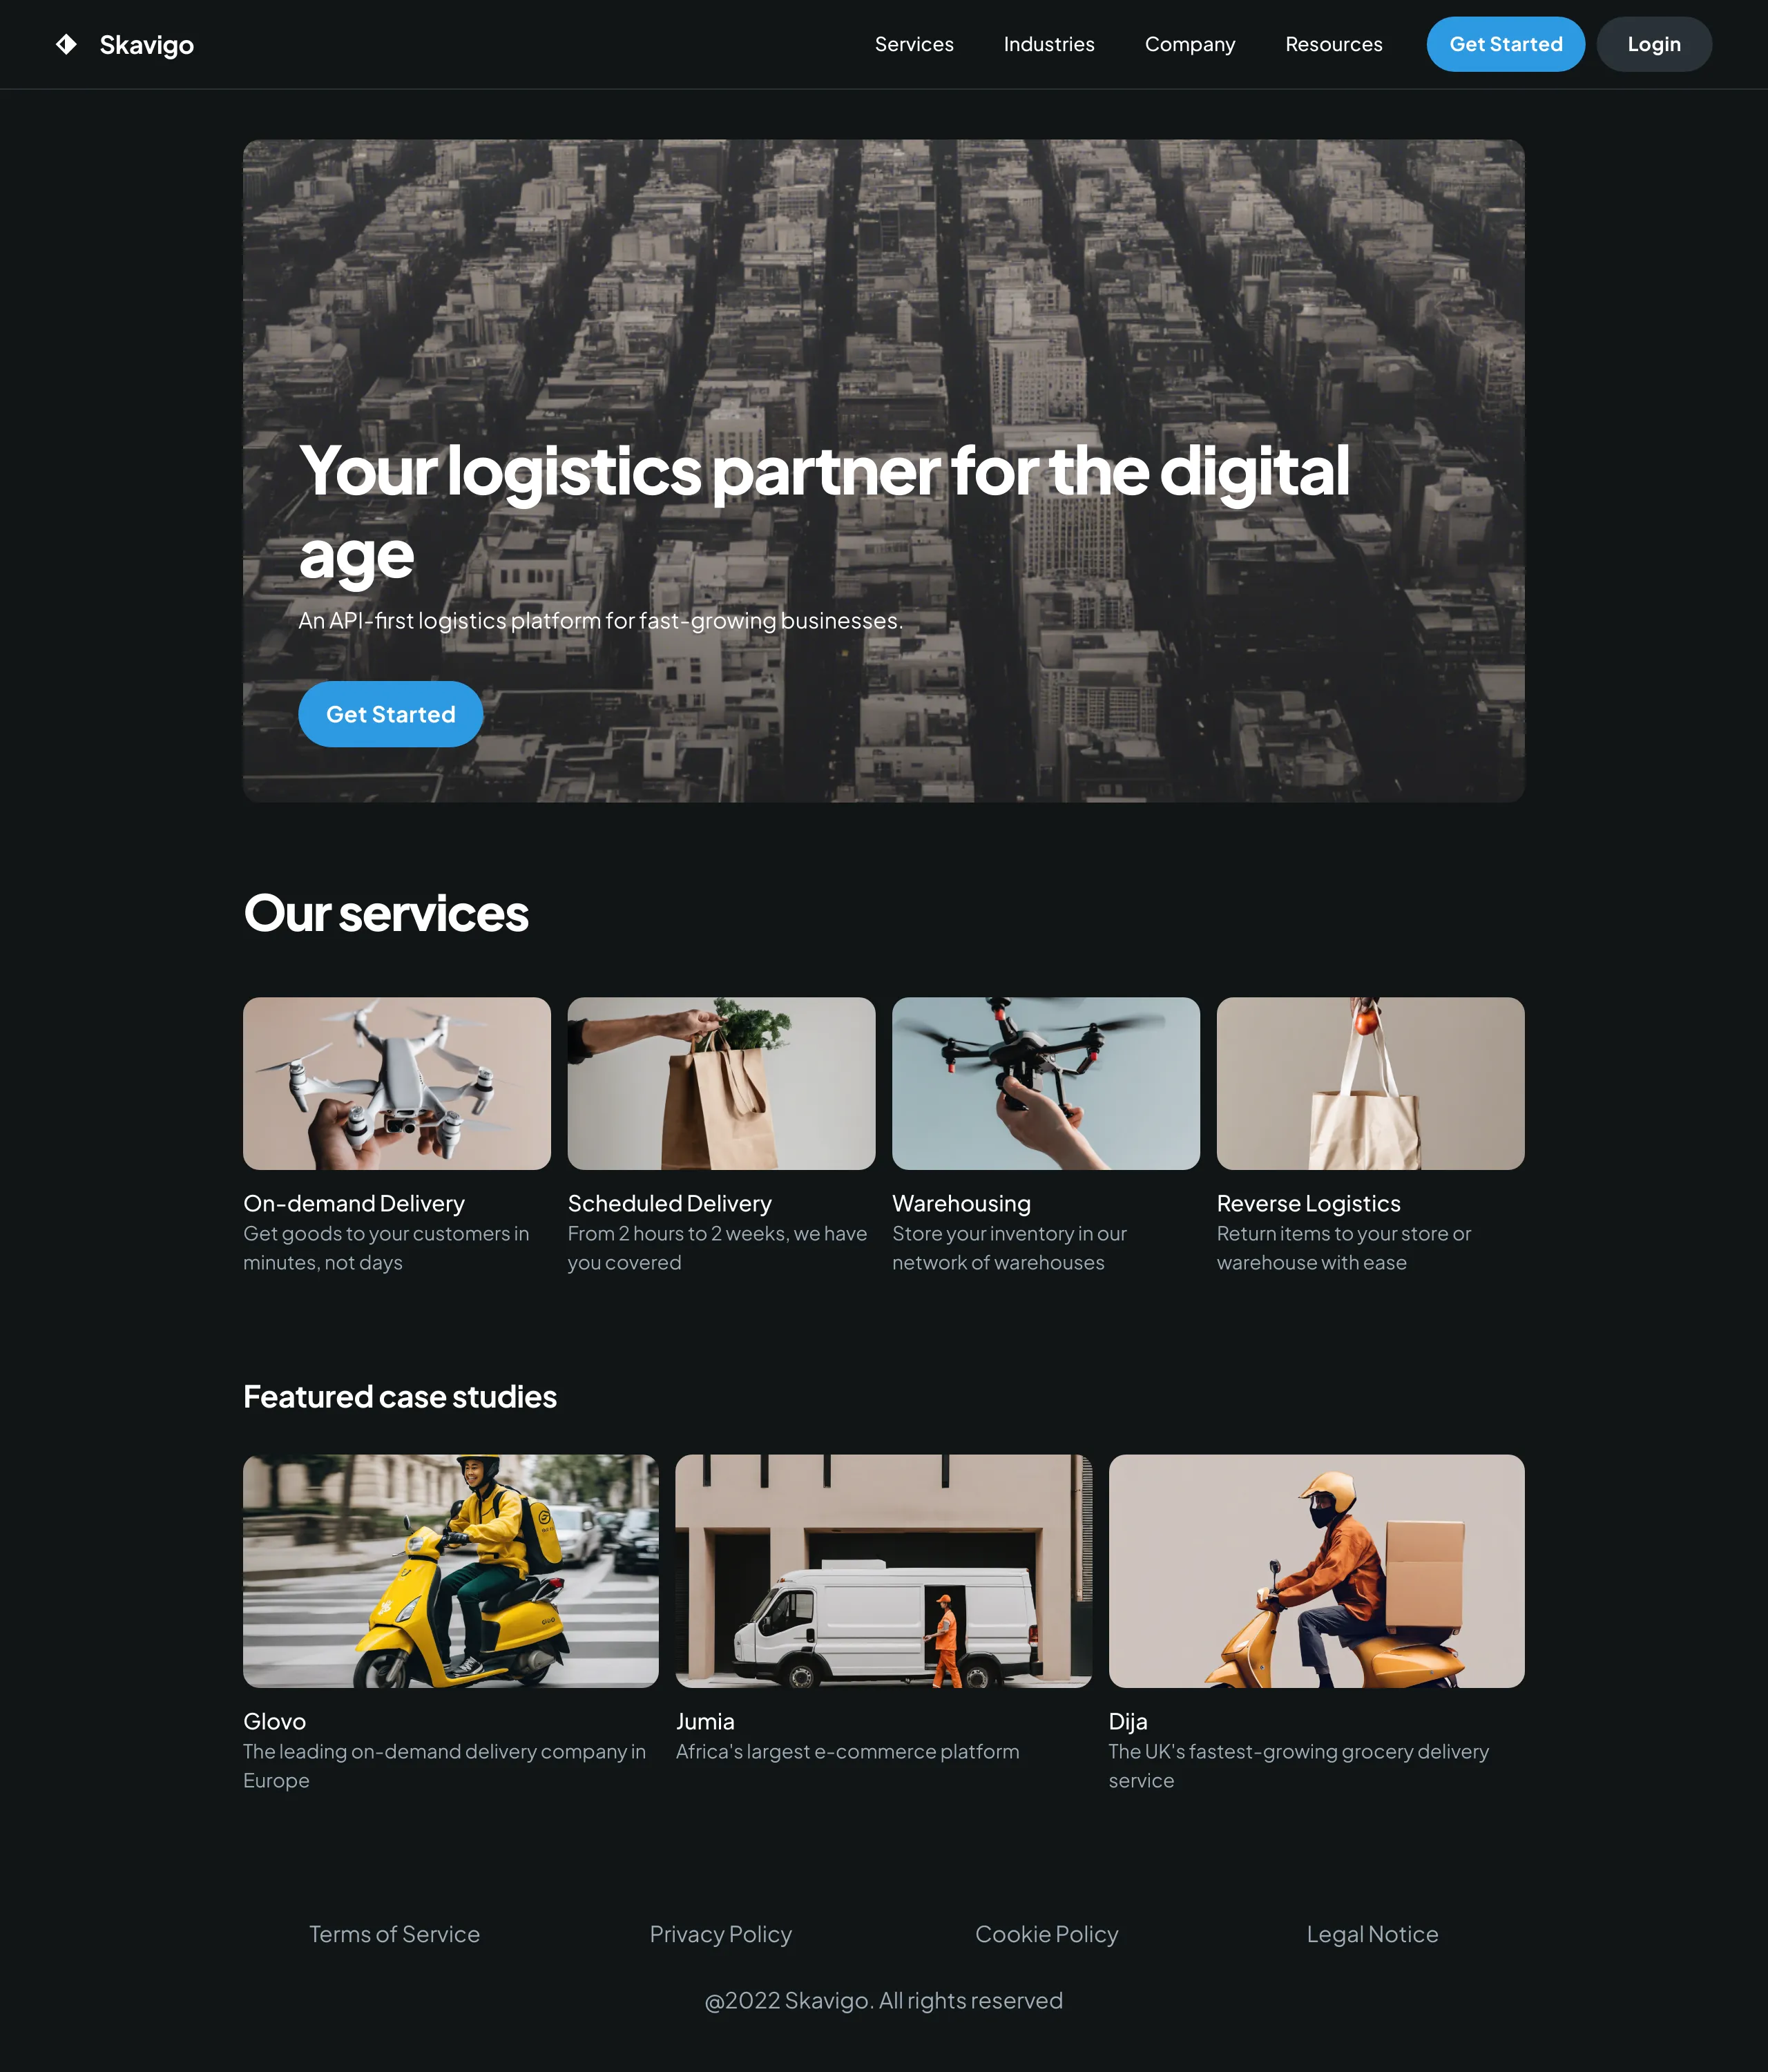 Skavigo
Services
Industries
Company
Resources
Get Started
Login
Your logistics partner for the digital
age
An API-first logistics platform for fast-growing businesses.
Get Started
Our services
On-demand Delivery
Get goods to your customers in
minutes, not days
Scheduled Delivery
From 2 hours to 2 weeks, we have
you covered
Warehousing
Store your inventory in our
network of warehouses
Reverse Logistics
Return items to your store or
warehouse with ease
Featured case studies
Glovo
The leading on-demand delivery company in
Europe
Jumia
Africa's largest e-commerce platform
Dija
The UK's fastest-growing grocery delivery
service
Terms of Service
Privacy Policy
Cookie Policy
Legal Notice
@2022 Skavigo. All rights reserved